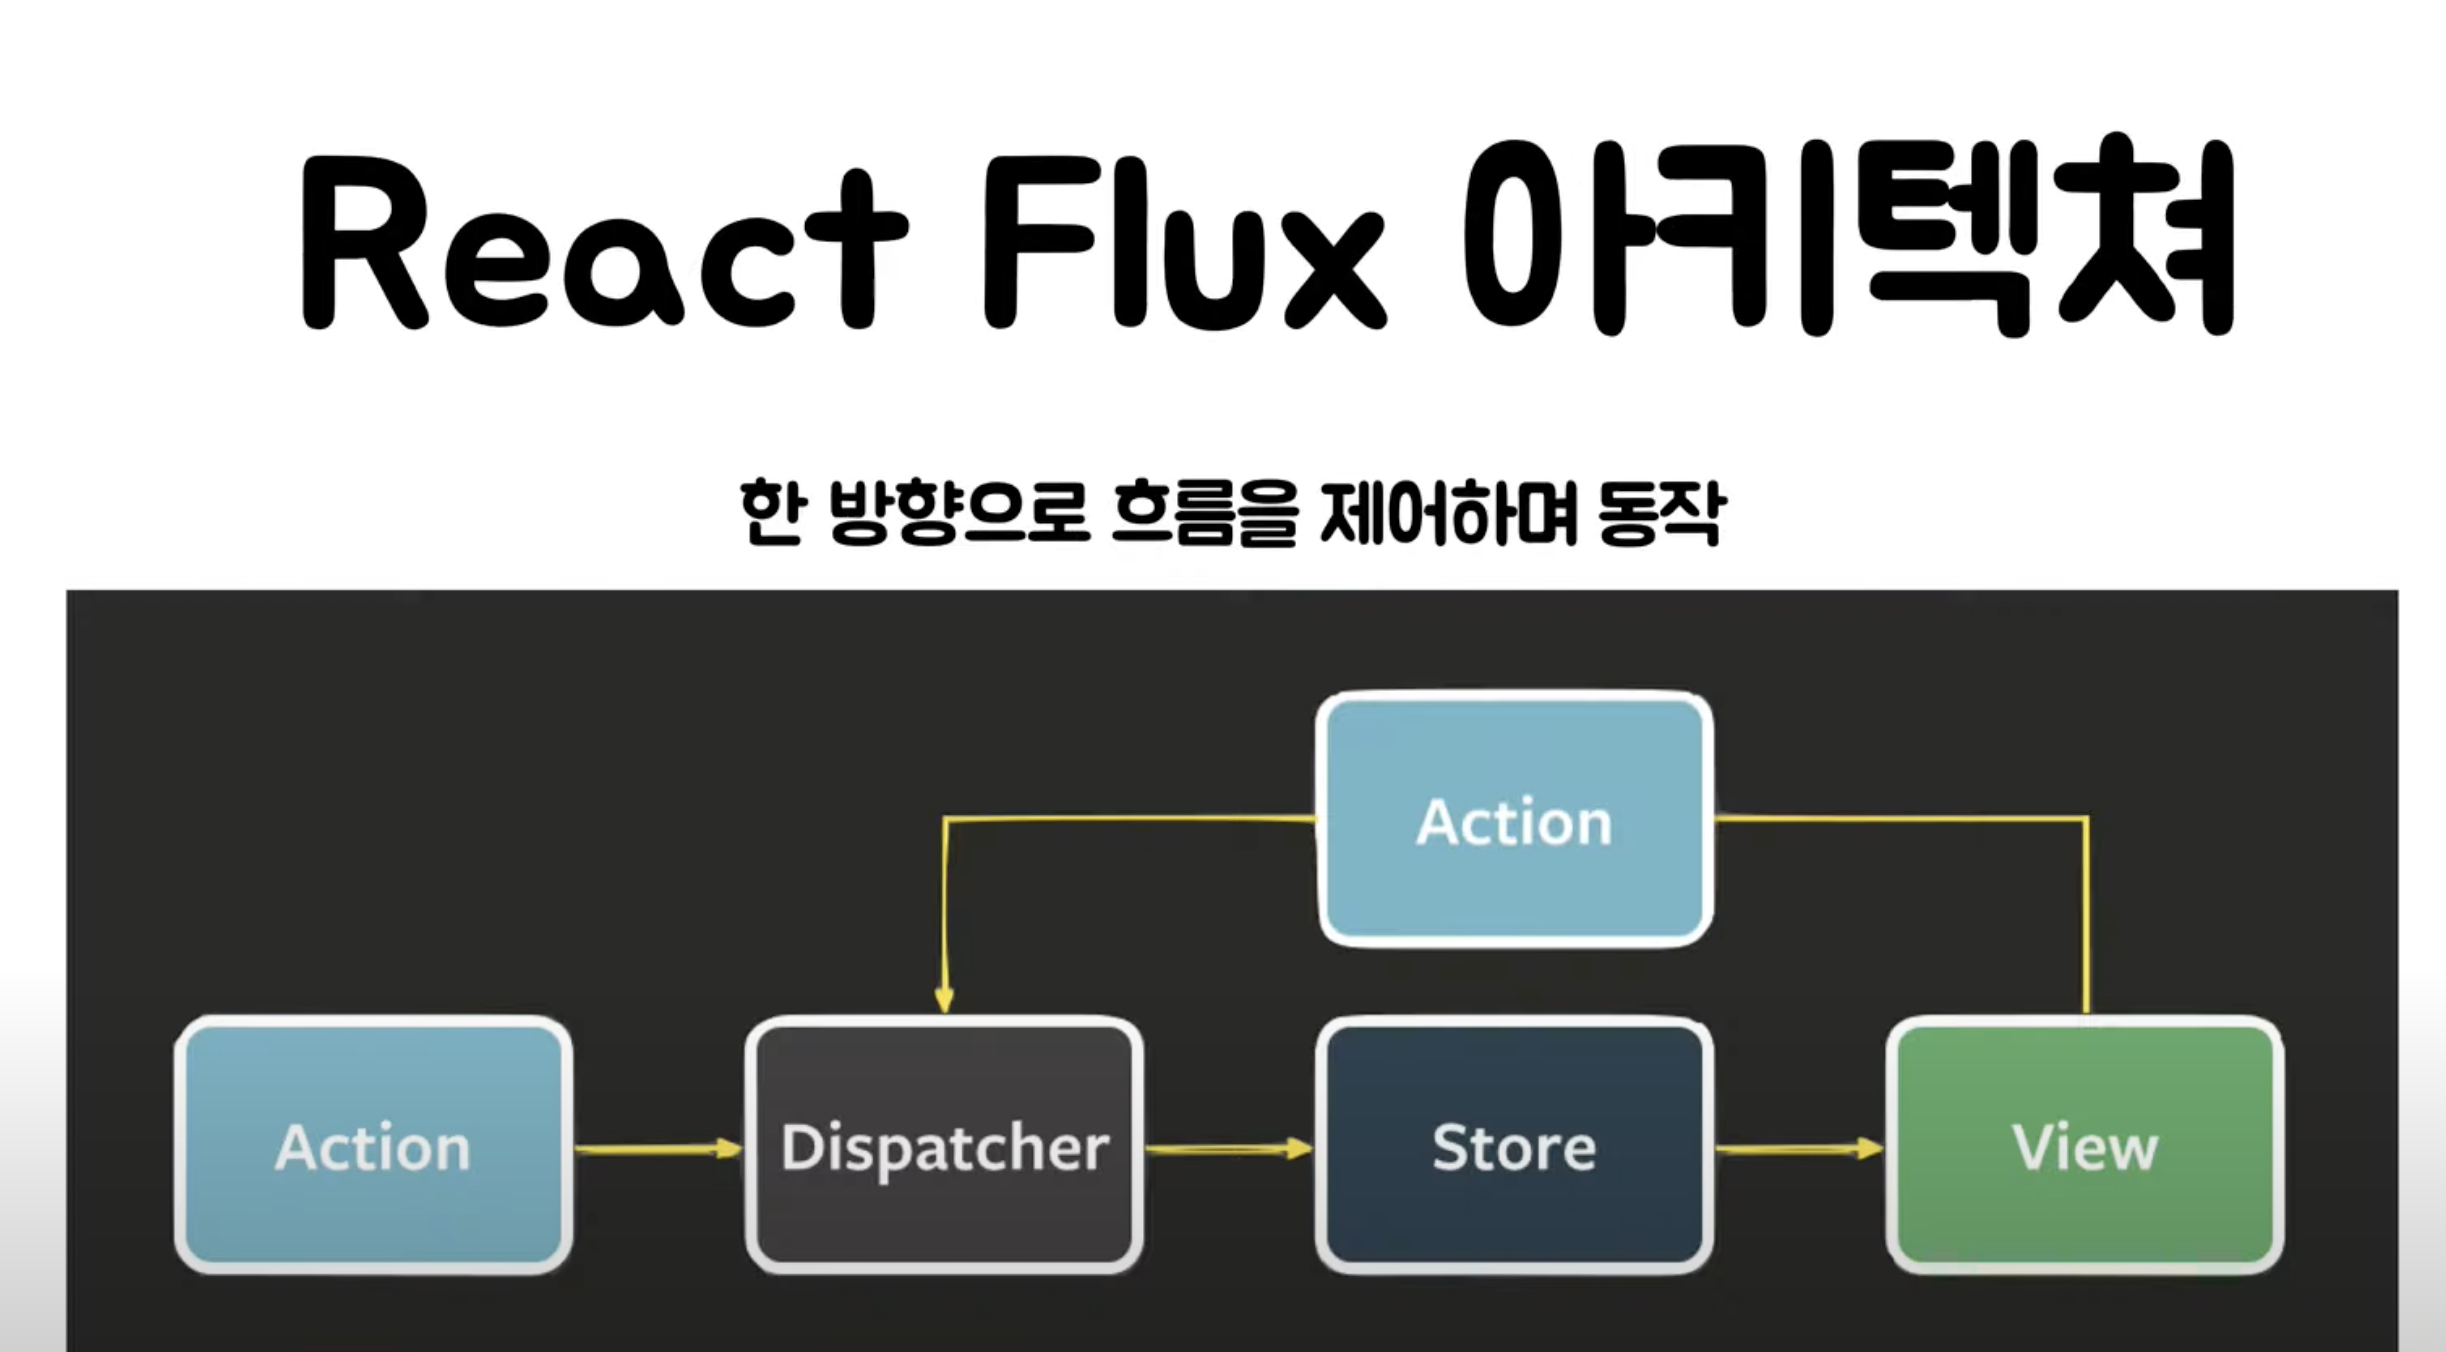 React Flux 아키텍쳐
한 방향으로 흐름을 제어하며 동작
Action
Action
Dispatcher
Store
View